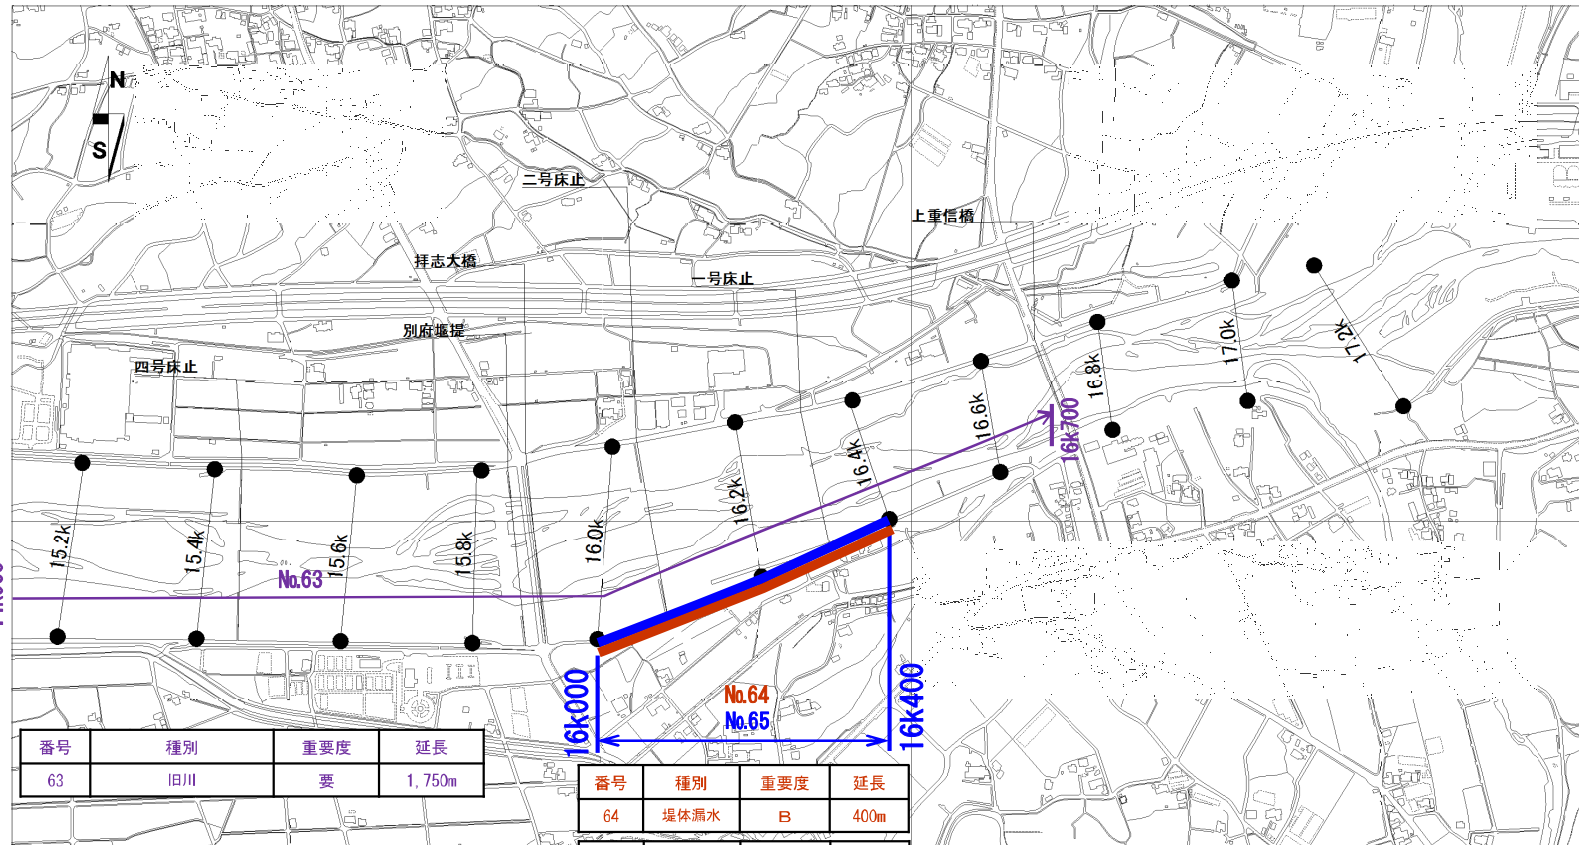 N
S
二号床止
上重信橋
拝志大橋
一号床止
別府堰堤
四号床止
17.2k
17.0k
16.8k
16.6k
16.4k
16.2k
16.0k
15.8k
15.6k
15.4k
15.2k
16k700
No.63
No.64
No.65
16k000
16k400
番号 種別 重要度 延長
63 旧川 要 1,750m
番号 種別 重要度 延長
64 堤体漏水 B 400m